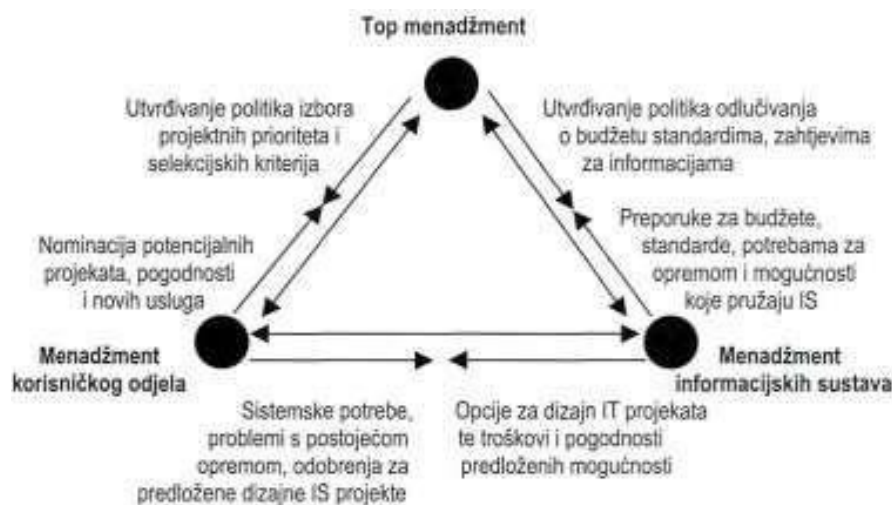 Top menadžment
Utvrđivanje politika izbora
projektnih prioriteta i
selekcijskih kriterija
Utvrđivanje politika odlučivanja
o budžetu standardima, zahtjevima
za informacijama
Nominacija potencijalnih
projekata, pogodnosti
i novih usluga
Preporuke za budžete,
standarde, potrebama za
opremom i mogućnosti
koje pružaju IS
Menadžment
korisničkog odjela
Menadžment
informacijskih sustava
Sistemske potrebe,
problemi s postojećom
opremom, odobrenja za
predložene dizajne IS projekte
Opcije za dizajn IT projekata
te troškovi i pogodnosti
predloženih mogućnosti